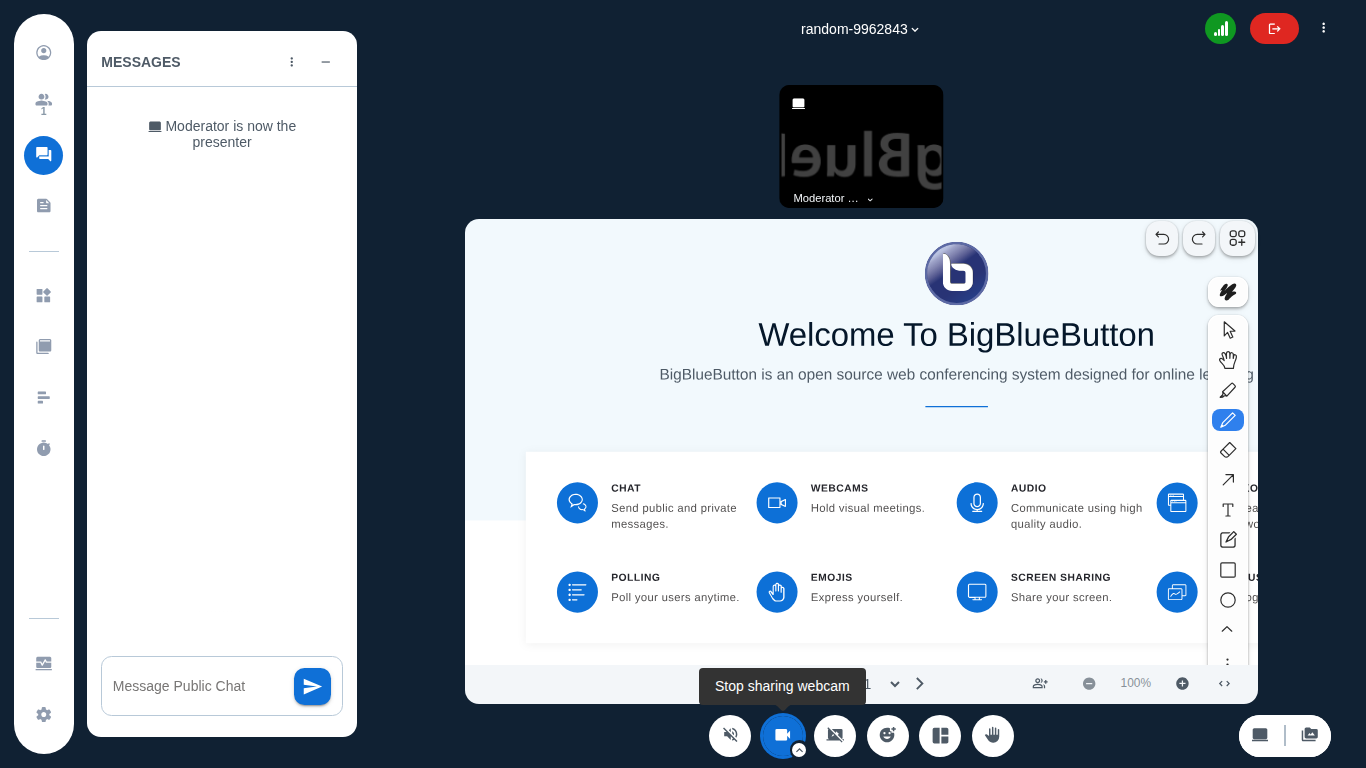 random-9962843
MESSAGES
1
Moderator is now the
presenter
Moderator ...
Welcome To BigBlueButton
BigBlueButton is an open source web conferencing system designed for online
CHAT
Send public and private
messages.
WEBCAMS
Hold visual meetings.
AUDIO
Communicate using high
quality audio.
POLLING
Poll your users anytime.
EMOJIS
Express yourself.
SCREEN SHARING
Share your screen.
Message Public Chat
Stop sharing webcam
100%